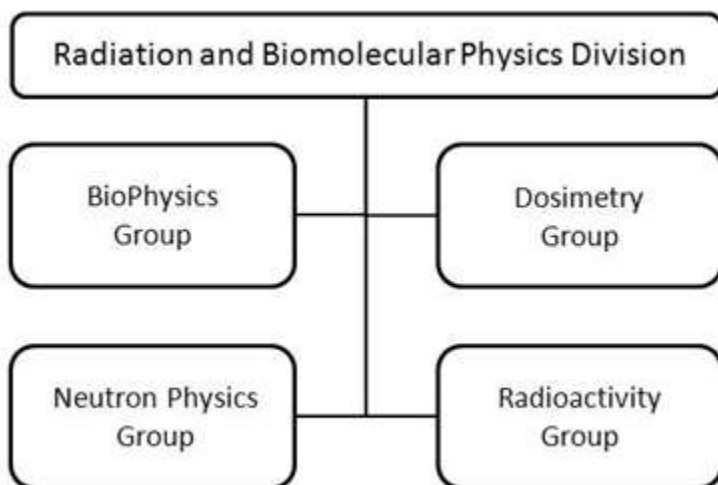 Radiation and Biomolecular Physics Division
BioPhysics
Group
Dosimetry
Group
Neutron Physics
Group
Radioactivity
Group